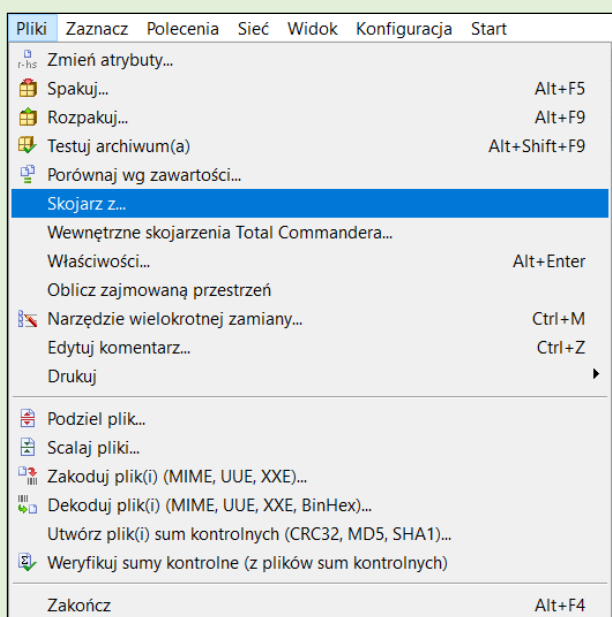 Pliki Zaznacz Polecenia Sieć Widok Konfiguracja Start
r-hs Zmień atrybuty...
Spakuj... Alt+F5
Rozpakuj... Alt+F9
Testuj archiwum(a) Alt+Shift+F9
Porównaj wg zawartości...
Skojarz z...
Wewnętrzne skojarzenia Total Commandera...
Właściwości... Alt+Enter
Oblicz zajmowaną przestrzeń
Narzędzie wielokrotnej zamiany... Ctrl+M
Edytuj komentarz... Ctrl+Z
Drukuj
Podziel plik...
Scalaj pliki...
Zakoduj plik(i) (MIME, UUE, XXE)...
Dekoduj plik(i) (MIME, UUE, XXE, BinHex)...
Utwórz plik(i) sum kontrolnych (CRC32, MD5, SHA1)...
Weryfikuj sumy kontrolne (z plików sum kontrolnych)
Zakończ Alt+F4